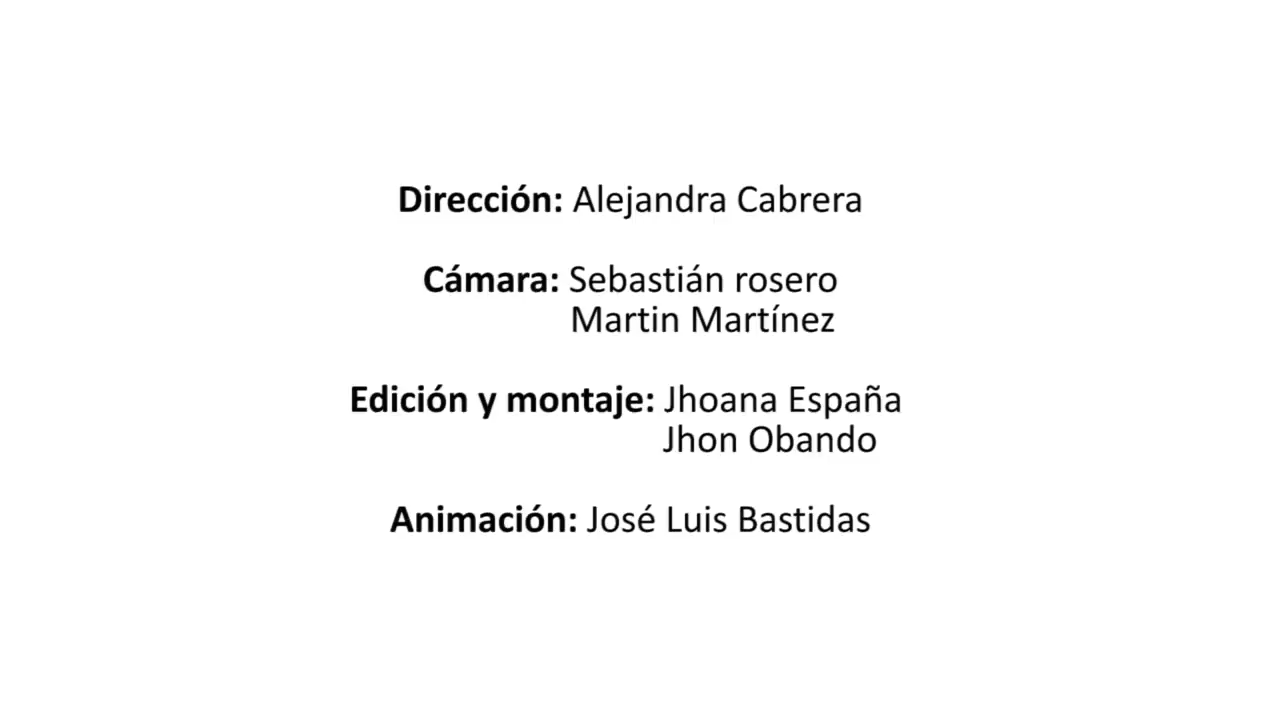 Dirección: Alejandra Cabrera
Cámara: Sebastián rosero
Martin Martínez
Edición y montaje: Jhoana España
Jhon Obando
Animación: José Luis Bastidas